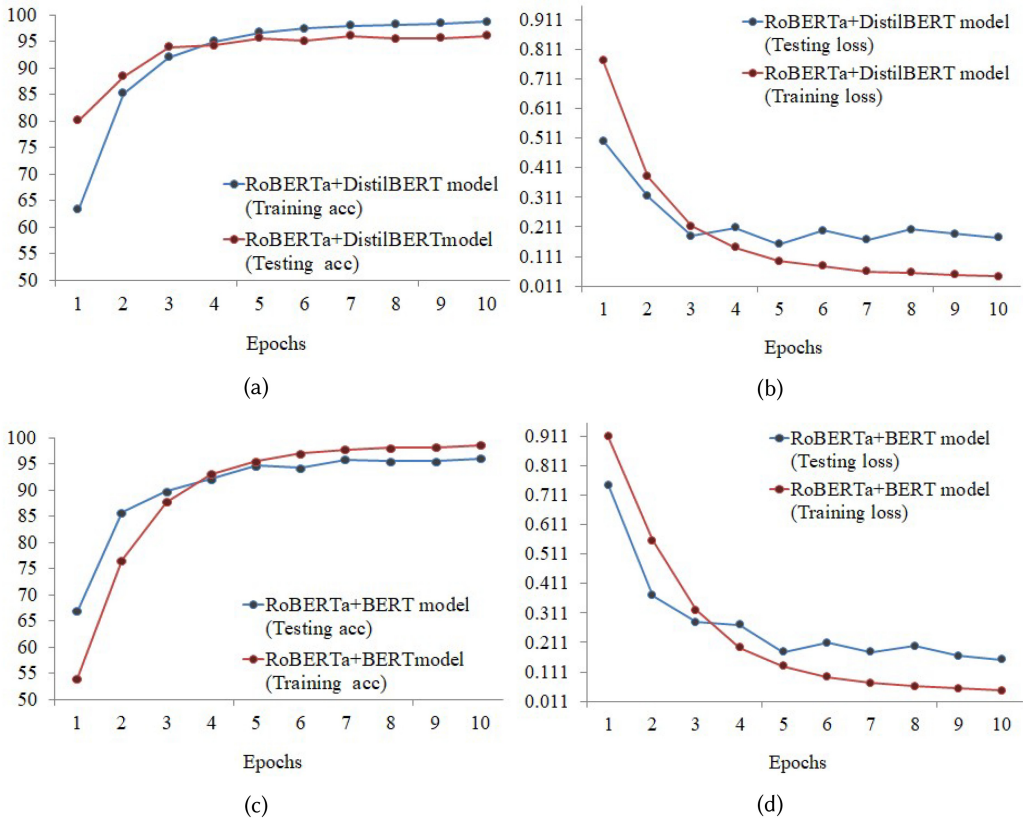 100
95
90
85
80
75
70
65
60
55
50
RoBERTa+DistilBERT model
(Training acc)
RoBERTa+DistilBERTmodel
(Testing acc)
1 2 3 4 5 6 7 8 9 10
Epochs
(a)
0.911
0.811
0.711
0.611
0.511
0.411
0.311
0.211
0.111
0.011
RoBERTa+DistilBERT model
(Testing loss)
RoBERTa+DistilBERT model
(Training loss)
1 2 3 4 5 6 7 8 9 10
Epochs
(b)
100
95
90
85
80
75
70
65
60
55
50
RoBERTa+BERT model
(Testing acc)
RoBERTa+BERTmodel
(Training acc)
1 2 3 4 5 6 7 8 9 10
Epochs
(c)
0.911
0.811
0.711
0.611
0.511
0.411
0.311
0.211
0.111
0.011
RoBERTa+BERT model
(Testing loss)
RoBERTa+BERT model
(Training loss)
1 2 3 4 5 6 7 8 9 10
Epochs
(d)